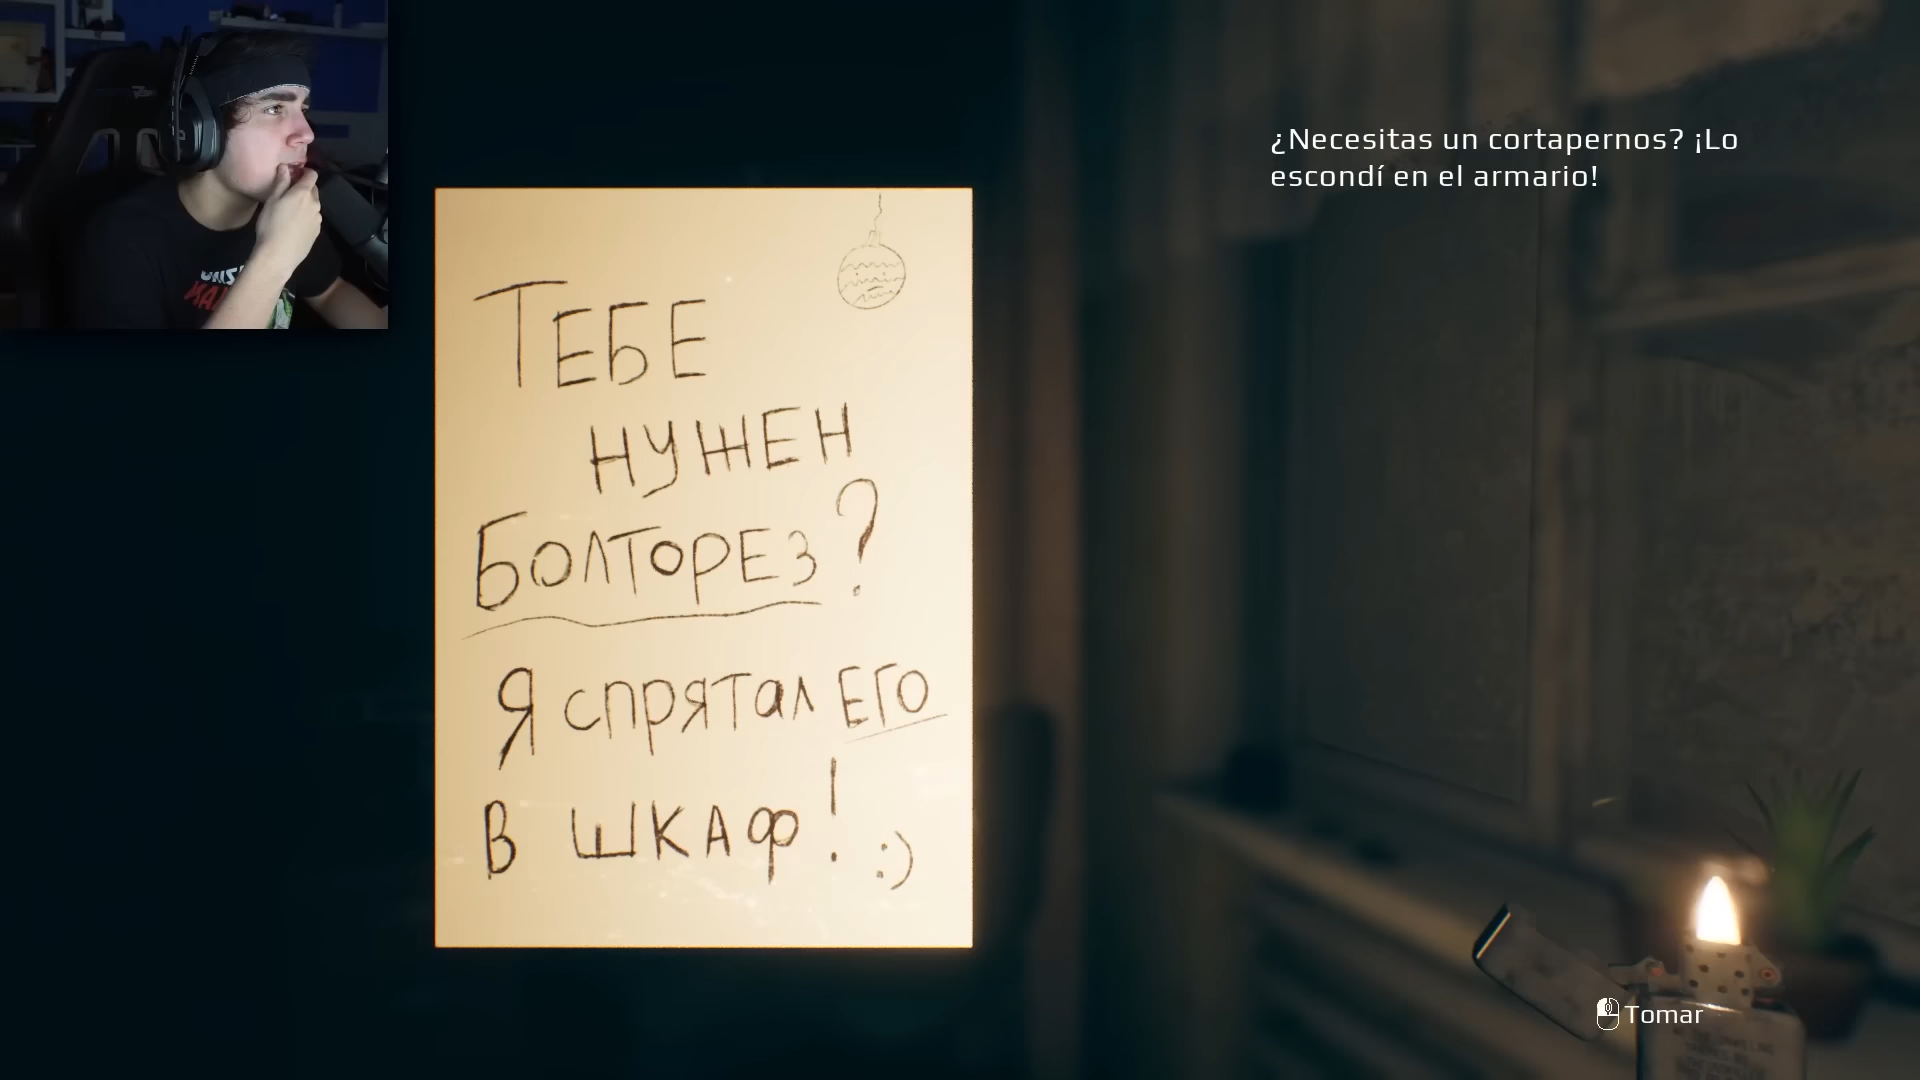 ¿Necesitas un cortapernos? ¡Lo
escondí en el armario!
ТЕБЕ
НУЖЕН
БОЛТОРЕЗ?
Я спрятал ЕГО
В ШКАФ! :)
Tomar